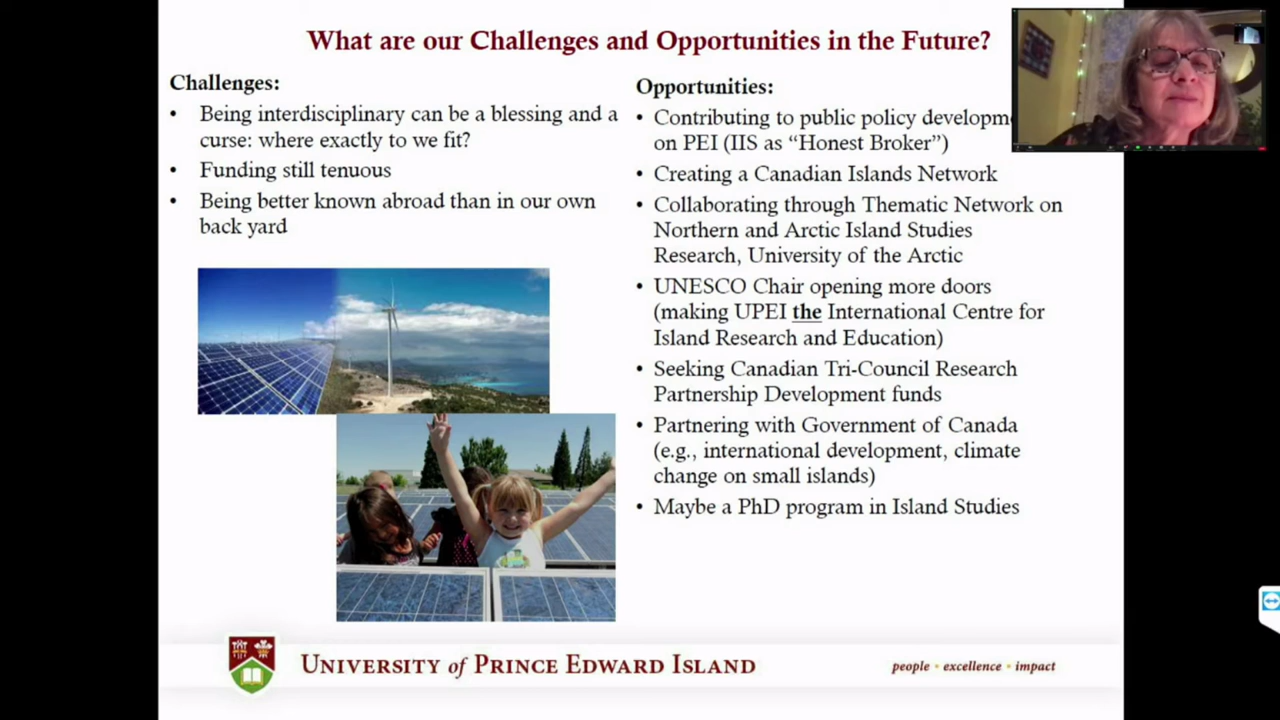 What are our Challenges and Opportunities in the Future?
Challenges:
• Being interdisciplinary can be a blessing and a
curse: where exactly to we fit?
• Funding still tenuous
• Being better known abroad than in our own
back yard
Opportunities:
• Contributing to public policy developm
on PEI (IIS as “Honest Broker”)
• Creating a Canadian Islands Network
• Collaborating through Thematic Network on
Northern and Arctic Island Studies
Research, University of the Arctic
• UNESCO Chair opening more doors
(making UPEI the International Centre for
Island Research and Education)
• Seeking Canadian Tri-Council Research
Partnership Development funds
• Partnering with Government of Canada
(e.g., international development, climate
change on small islands)
• Maybe a PhD program in Island Studies
UNIVERSITY of PRINCE EDWARD ISLAND
people • excellence • impact